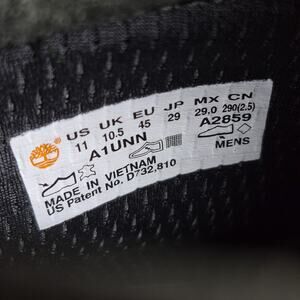 US UK EU JP MX CN
11 10.5 45 29 29,0 290(2.5)
A1UNN A2859
MENS
MADE IN VIETNAM
US Patent No. D732,810